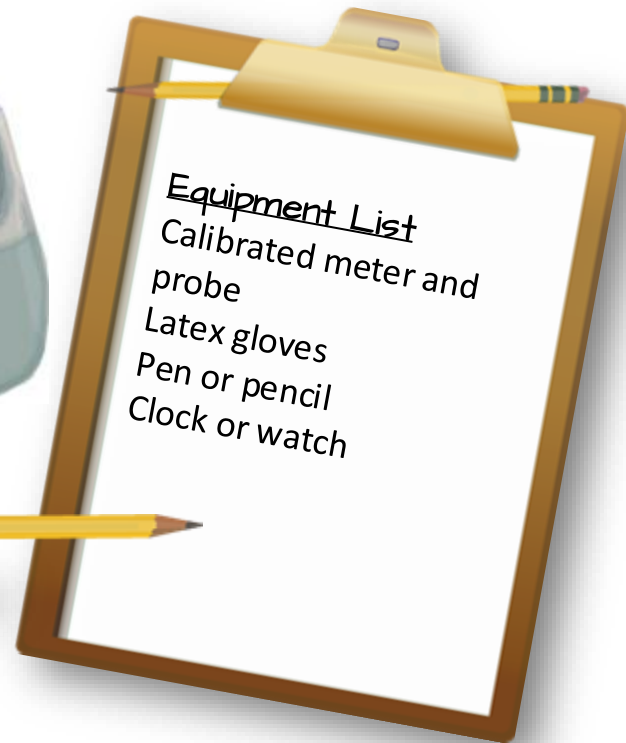 Equipment List
Calibrated meter and
probe
Latex gloves
Pen or pencil
Clock or watch